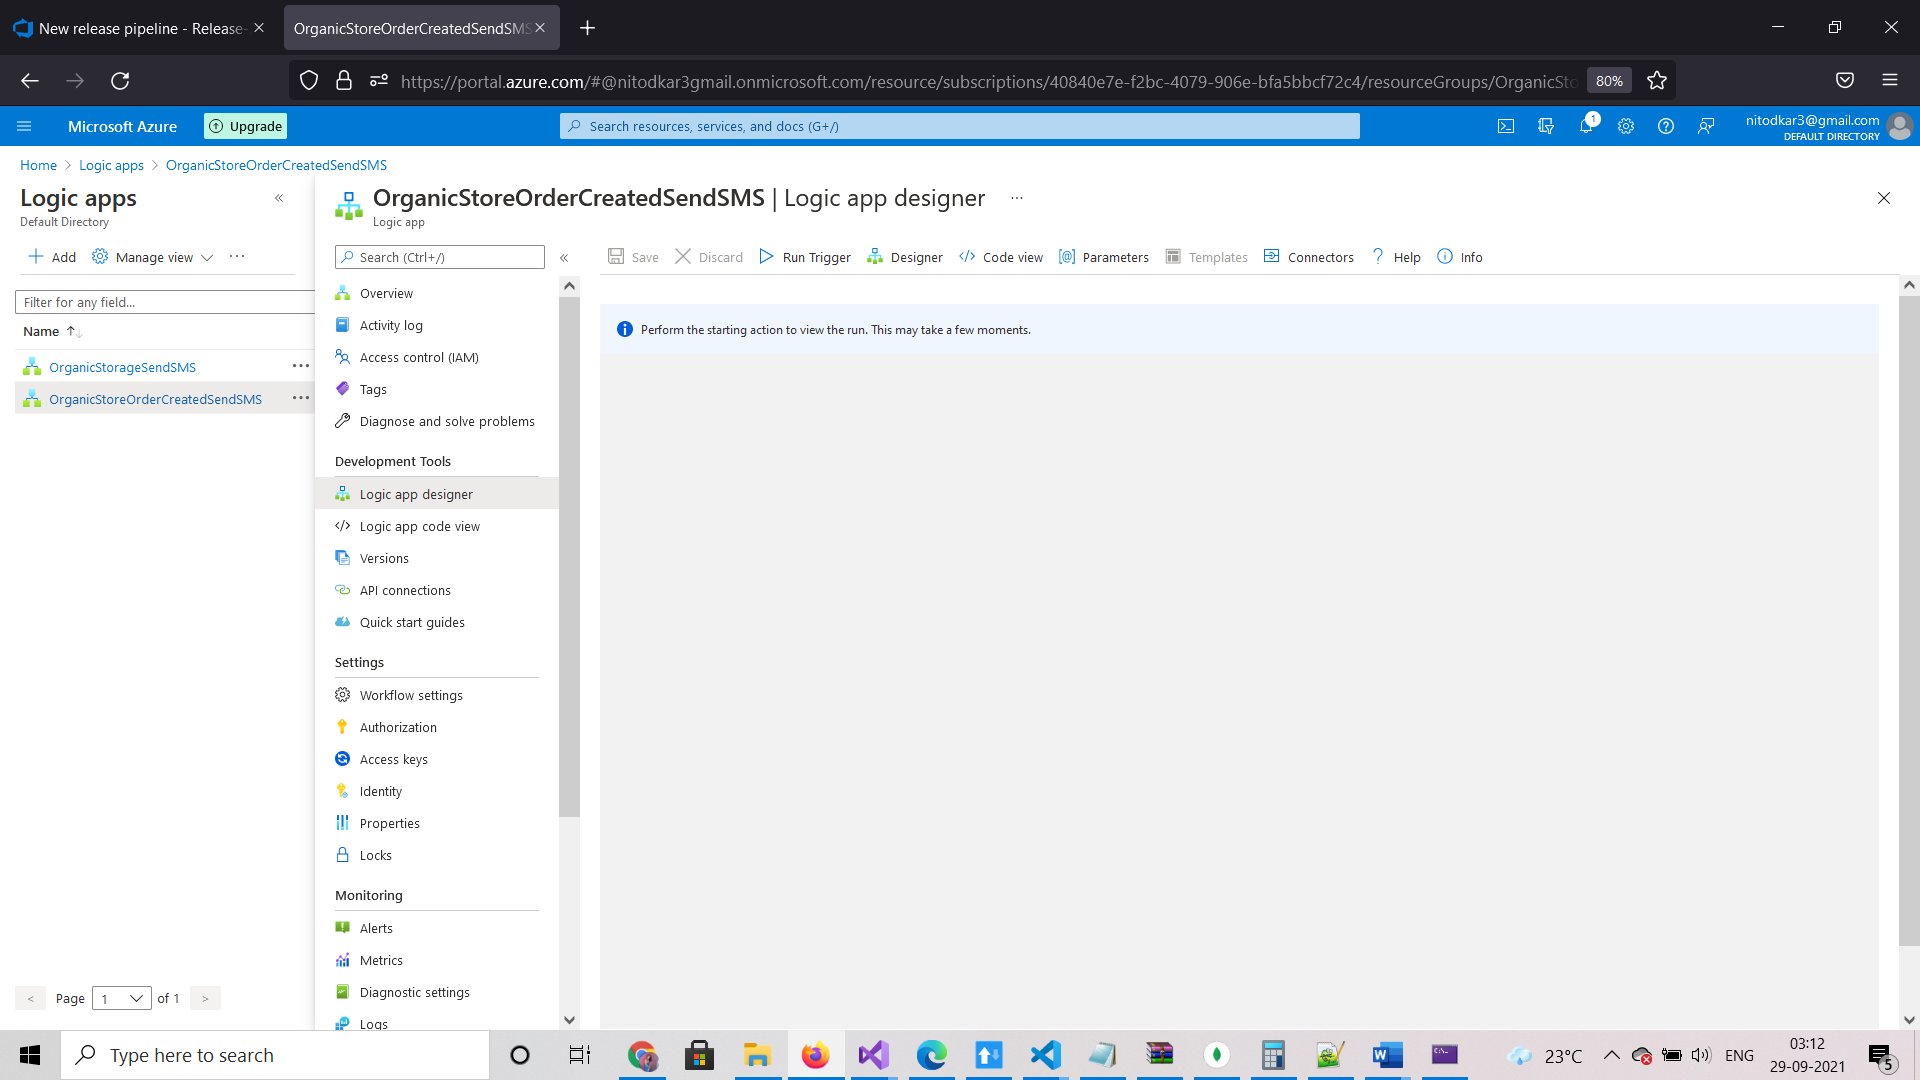 New release pipeline - Release-
OrganicStoreOrderCreatedSendSMS
https://portal.azure.com/#@nitodkar3gmail.onmicrosoft.com/resource/subscriptions/40840e7e-f2bc-4079-906e-bfa5bbcf72c4/resourceGroups/OrganicSto
80%
Microsoft Azure
Upgrade
Search resources, services, and docs (G+/)
1
nitodkar3@gmail.com
DEFAULT DIRECTORY
Home > Logic apps > OrganicStoreOrderCreatedSendSMS
Logic apps
Default Directory
+ Add
Manage view
...
Filter for any field...
Name
OrganicStorageSendSMS
OrganicStoreOrderCreatedSendSMS
< Page 1 of 1 >
OrganicStoreOrderCreatedSendSMS | Logic app designer ...
Logic app
Search (Ctrl+/)
Overview
Activity log
Access control (IAM)
Tags
Diagnose and solve problems
Development Tools
Logic app designer
Logic app code view
Versions
API connections
Quick start guides
Settings
Workflow settings
Authorization
Access keys
Identity
Properties
Locks
Monitoring
Alerts
Metrics
Diagnostic settings
Logs
Save
Discard
Run Trigger
Designer
Code view
Parameters
Templates
Connectors
Help
Info
Perform the starting action to view the run. This may take a few moments.
Type here to search
23°C
ENG
03:12
29-09-2021
5